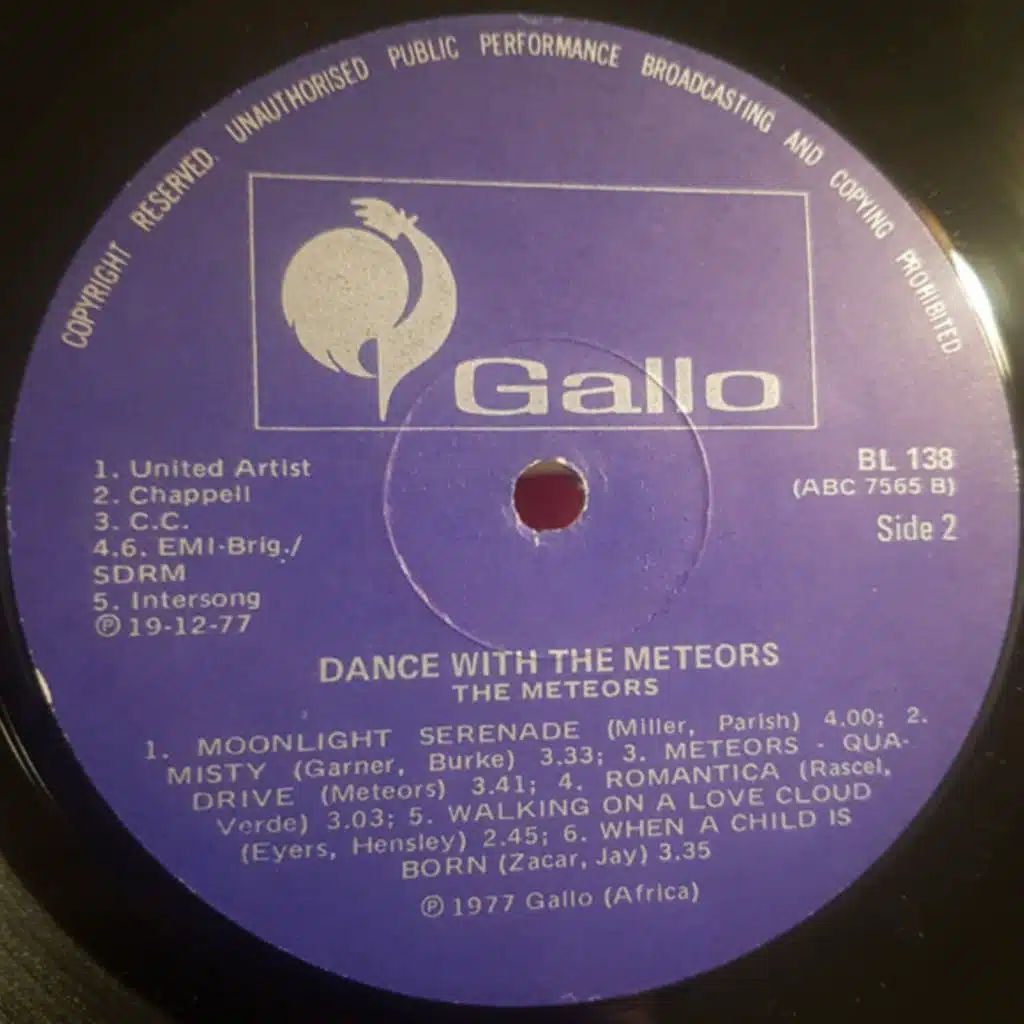 COPYRIGHT RESERVED. UNAUTHORISED PUBLIC PERFORMANCE BROADCASTING AND COPYING PROHIBITED
Gallo
1. United Artist
2. Chappell
3. C.C.
4.6. EMI-Brig./
SDRM
5. Intersong
℗ 19-12-77
BL 138
(ABC 7565 B)
Side 2
DANCE WITH THE METEORS
THE METEORS
1. MOONLIGHT SERENADE (Miller, Parish) 4.00; 2.
MISTY (Garner, Burke) 3.33; 3. METEORS - QUA-
DRIVE (Meteors) 3.41; 4. ROMANTICA (Rascel,
Verde) 3.03; 5. WALKING ON A LOVE CLOUD
(Eyers, Hensley) 2.45; 6. WHEN A CHILD IS
BORN (Zacar, Jay) 3.35
℗ 1977 Gallo (Africa)